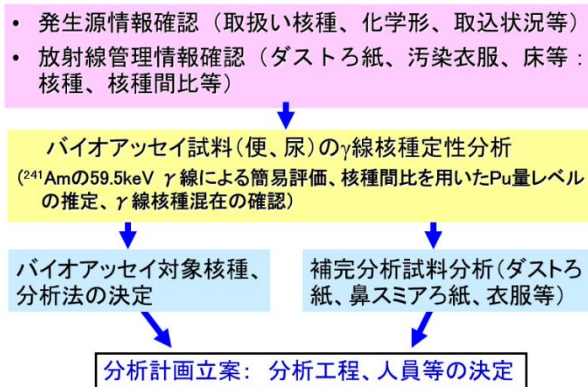 • 発生源情報確認（取扱い核種、化学形、取込状況等）
• 放射線管理情報確認（ダストろ紙、汚染衣服、床等：
核種、核種間比等）
バイオアッセイ試料（便、尿）のγ線核種定性分析
（²⁴¹Amの59.5keV γ線による簡易評価、核種間比を用いたPu量レベル
の推定、γ線核種混在の確認）
バイオアッセイ対象核種、
分析法の決定
補完分析試料分析（ダストろ
紙、鼻スミアろ紙、衣服等）
分析計画立案： 分析工程、人員等の決定